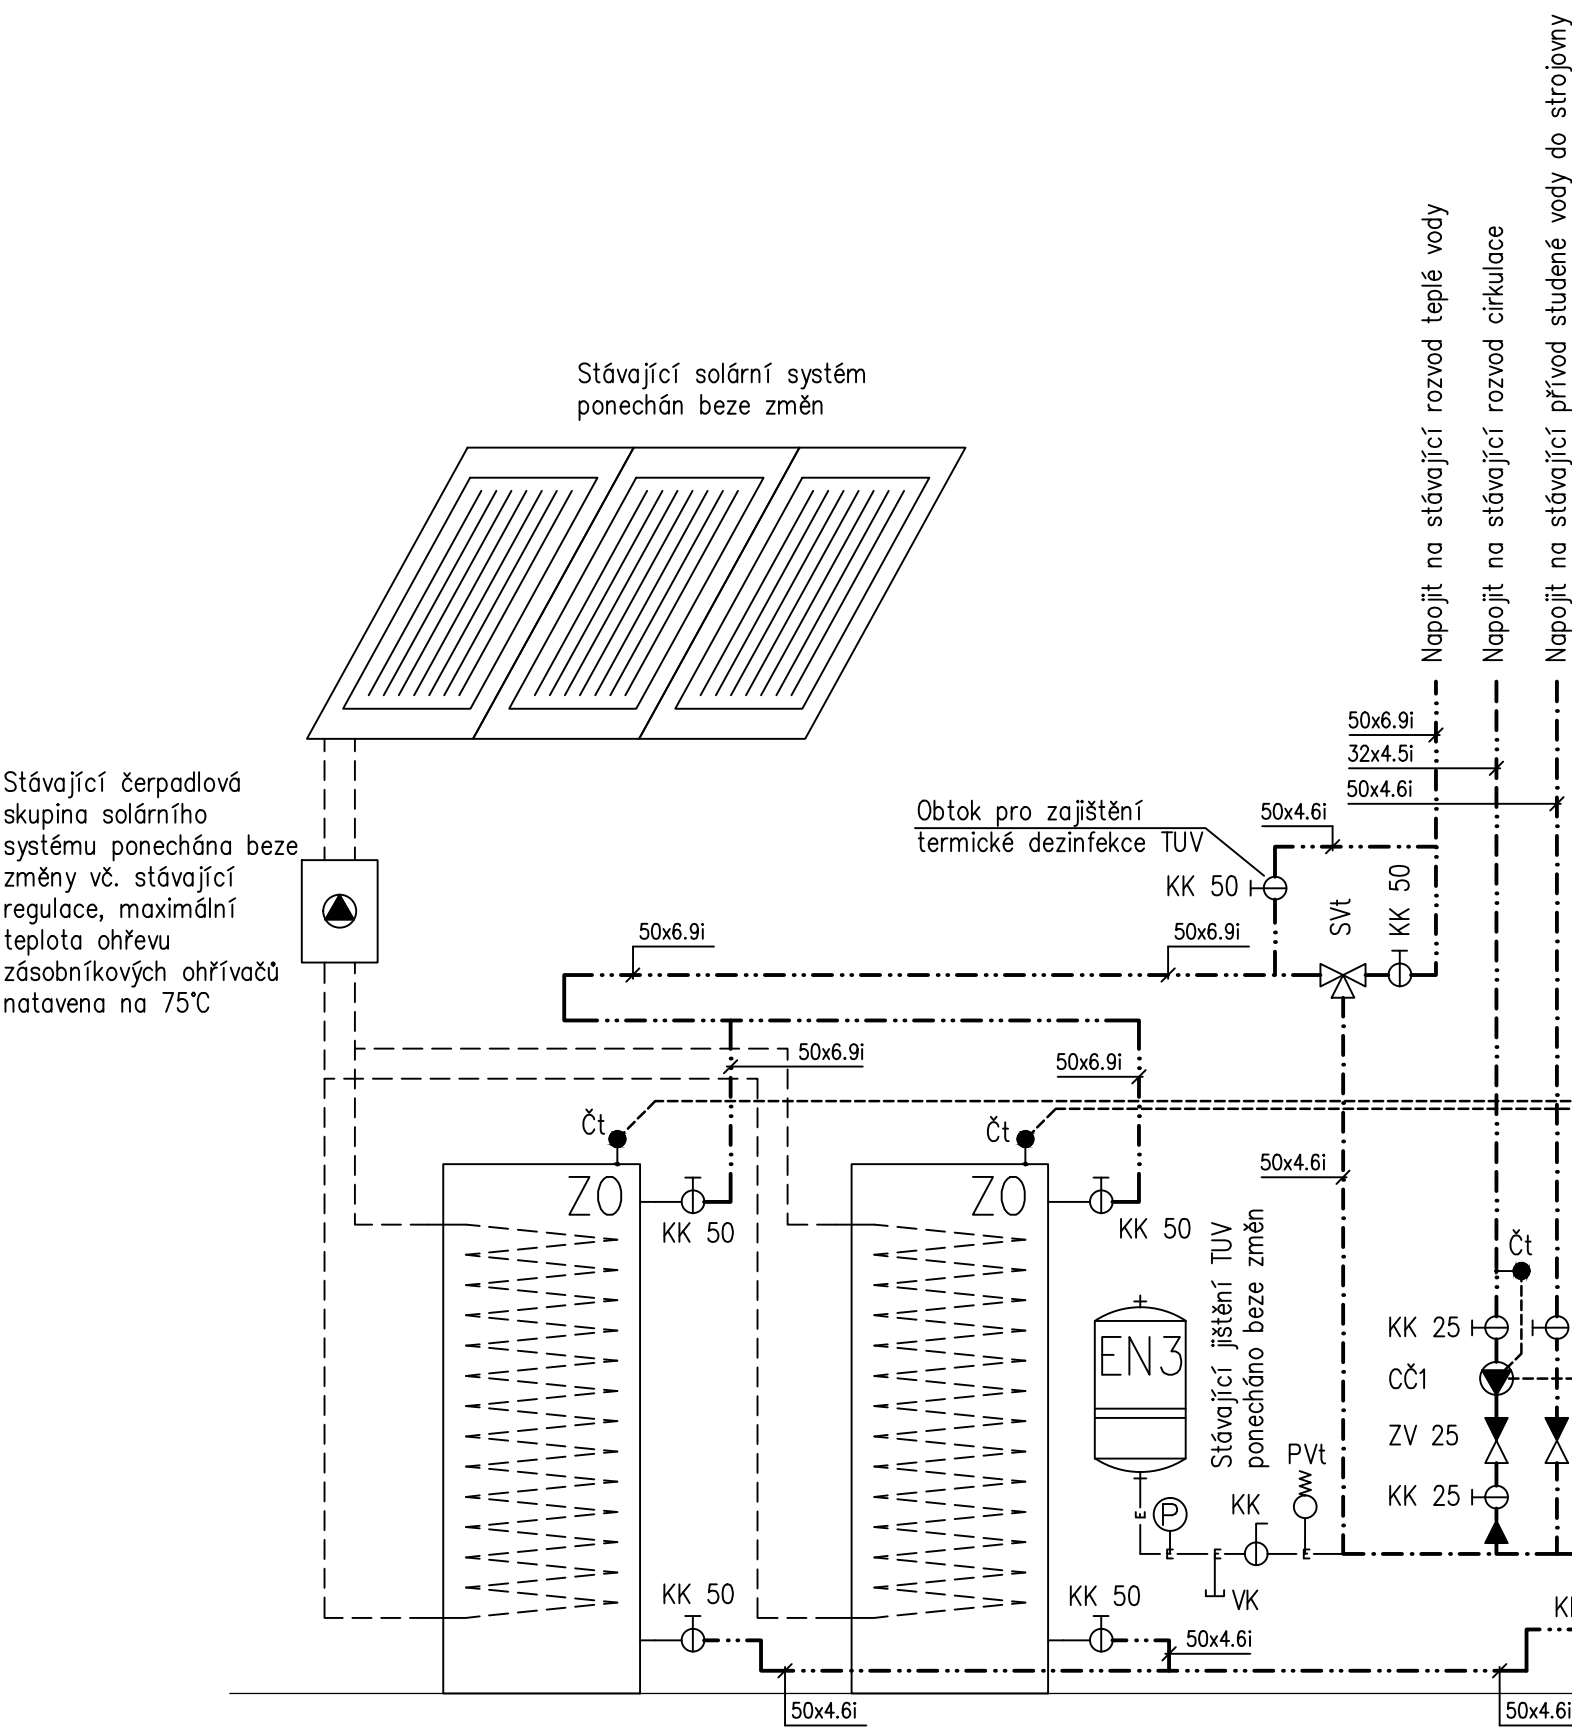 Napojit na stávající rozvod teplé vody
Napojit na stávající rozvod cirkulace
Napojit na stávající přívod studené vody do strojovny
Stávající solární systém
ponechán beze změn
50x6.9i
32x4.5i
50x4.6i
Stávající čerpadlová
skupina solárního
systému ponechána beze
změny vč. stávající
regulace, maximální
teplota ohřevu
zásobníkových ohřívačů
natavena na 75°C
Obtok pro zajištění
termické dezinfekce TUV
50x4.6i
KK 50
SVt
KK 50
50x6.9i
50x6.9i
50x6.9i
50x6.9i
Čt
Čt
50x4.6i
ZO
ZO
KK 50
KK 50
Stávající jištění TUV
ponecháno beze změn
Čt
EN3
KK 25
CČ1
ZV 25
PVt
KK 25
KK
P
VK
KK 50
KK 50
50x4.6i
50x4.6i
50x4.6i